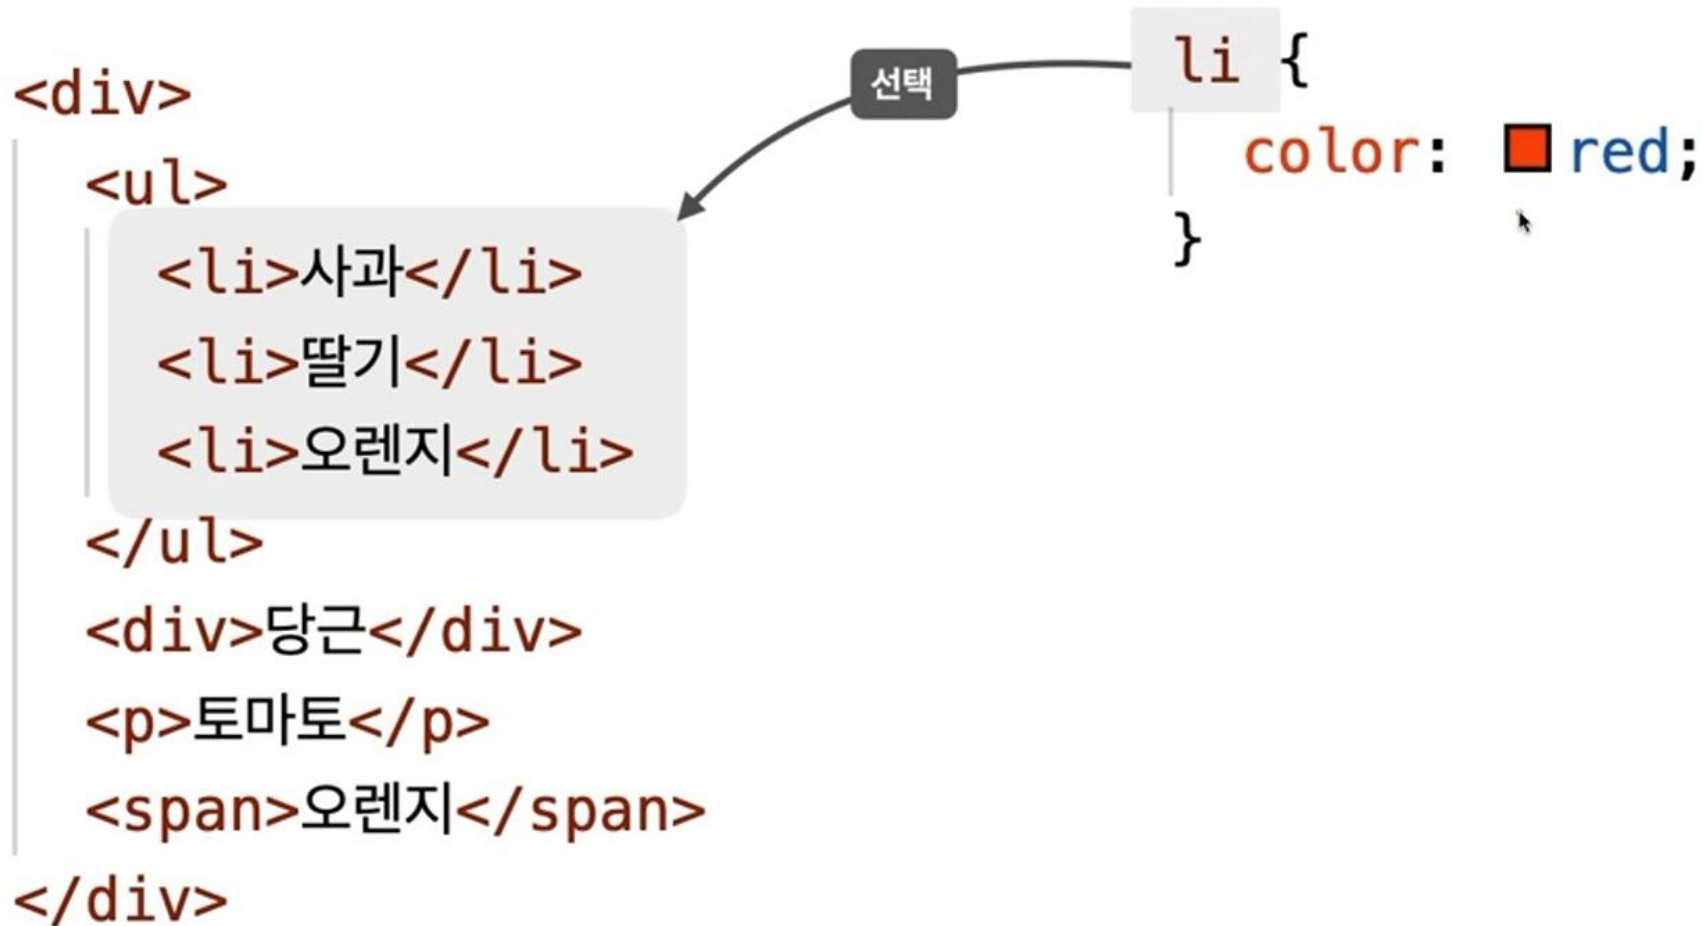 <div>
<ul>
<li>사과</li>
<li>딸기</li>
<li>오렌지</li>
</ul>
<div>당근</div>
<p>토마토</p>
<span>오렌지</span>
</div>
선택
li {
color: red;
}